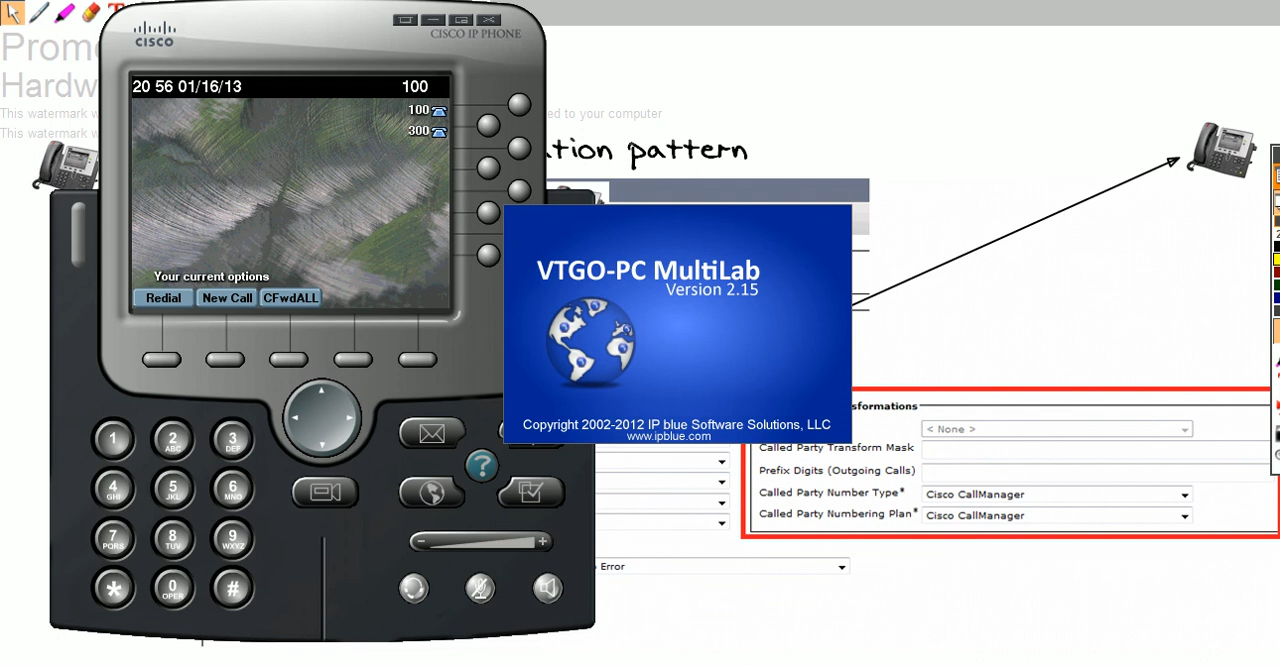 Promo
Hardw
This watermark w
ed to your computer
This watermark w
ation pattern
CISCO
CISCO IP PHONE
20 56 01/16/13 100
100
300
Your current options
Redial New Call CFwdALL
VTGO-PC MultiLab
Version 2.15
Copyright 2002-2012 IP blue Software Solutions, LLC
www.ipblue.com
1 2 ABC 3 DEF
4 GHI 5 JKL 6 MNO
7 PQRS 8 TUV 9 WXYZ
* 0 OPER #
?
- +
sformations
< None >
Called Party Transform Mask
Prefix Digits (Outgoing Calls)
Called Party Number Type* Cisco CallManager
Called Party Numbering Plan* Cisco CallManager
Error